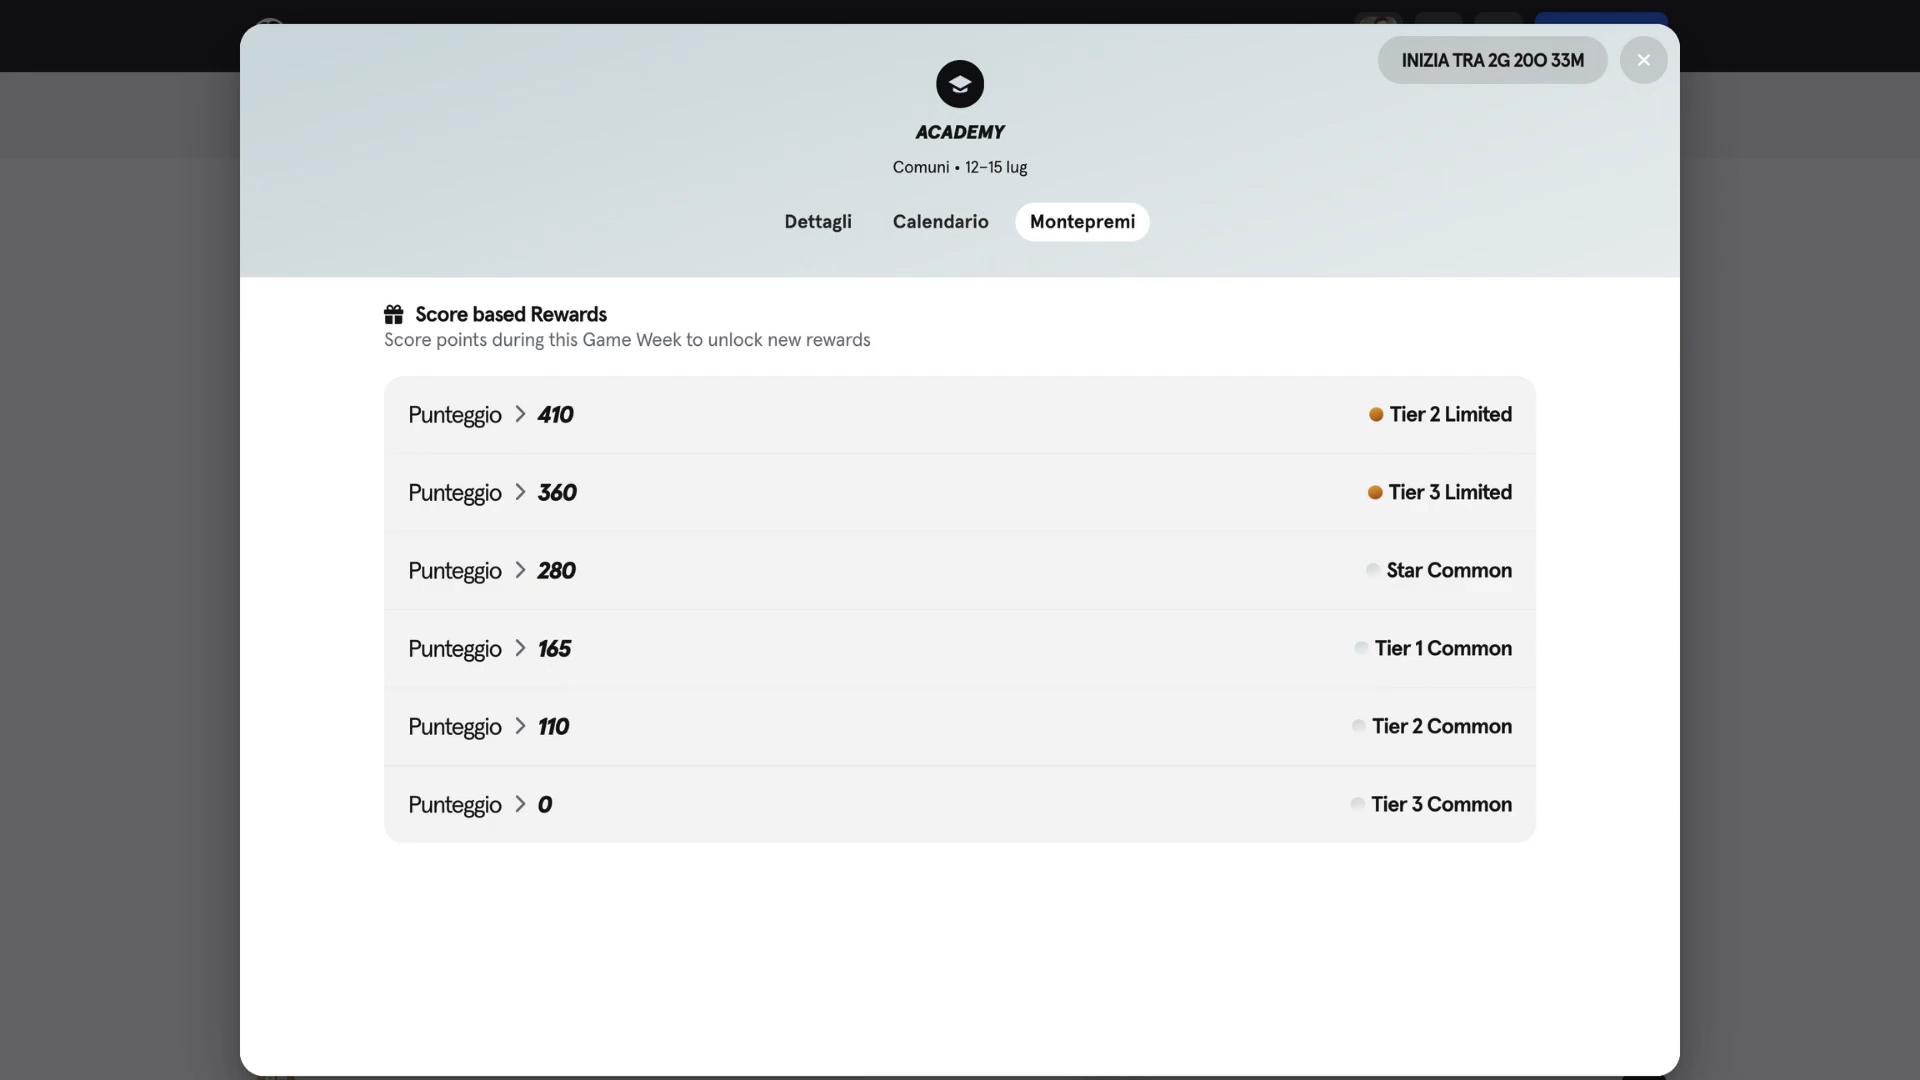 INIZIA TRA 2G 20O 33M
ACADEMY
Comuni • 12–15 lug
Dettagli Calendario Montepremi
Score based Rewards
Score points during this Game Week to unlock new rewards
Punteggio > 410 Tier 2 Limited
Punteggio > 360 Tier 3 Limited
Punteggio > 280 Star Common
Punteggio > 165 Tier 1 Common
Punteggio > 110 Tier 2 Common
Punteggio > 0 Tier 3 Common